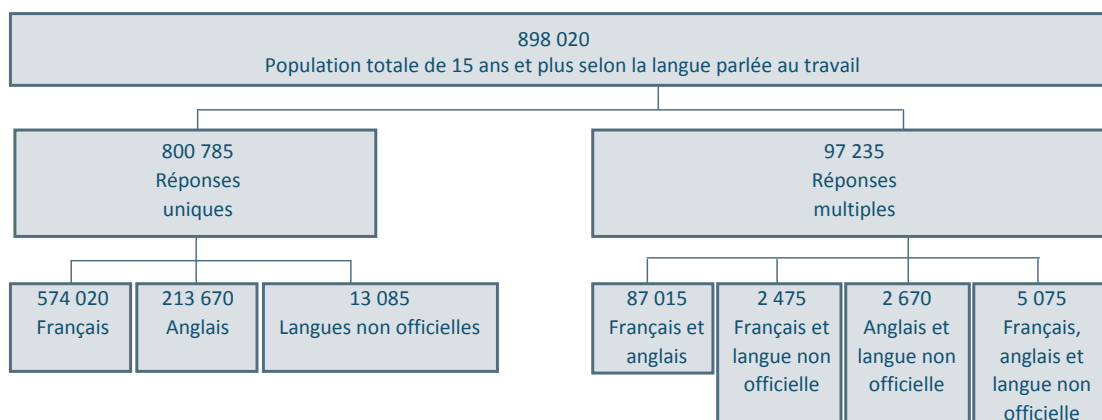 898 020
Population totale de 15 ans et plus selon la langue parlée au travail
800 785
Réponses
uniques
97 235
Réponses
multiples
574 020
Français
213 670
Anglais
13 085
Langues non officielles
87 015
Français et
anglais
2 475
Français et
langue non
officielle
2 670
Anglais et
langue non
officielle
5 075
Français,
anglais et
langue non
officielle